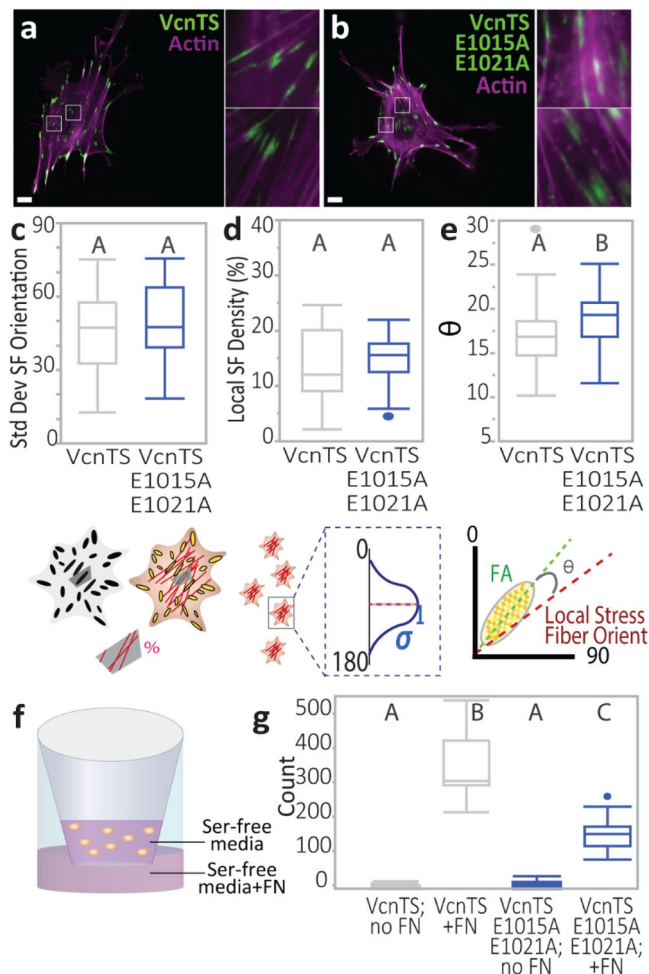 a
VcnTS
Actin
b
VcnTS
E1015A
E1021A
Actin
c
Std Dev SF Orientation
90
60
30
0
A
A
VcnTS
VcnTS
E1015A
E1021A
d
Local SF Density (%)
40
30
20
10
0
A
A
VcnTS
VcnTS
E1015A
E1021A
e
θ
30
25
20
15
10
5
A
B
VcnTS
VcnTS
E1015A
E1021A
%
0
180
σ
1
0
FA
θ
Local Stress
Fiber Orient
90
f
Ser-free
media
Ser-free
media+FN
g
Count
500
400
300
200
100
0
A
B
A
C
VcnTS;
no FN
VcnTS
+FN
VcnTS
E1015A
E1021A;
no FN
VcnTS
E1015A
E1021A;
+FN